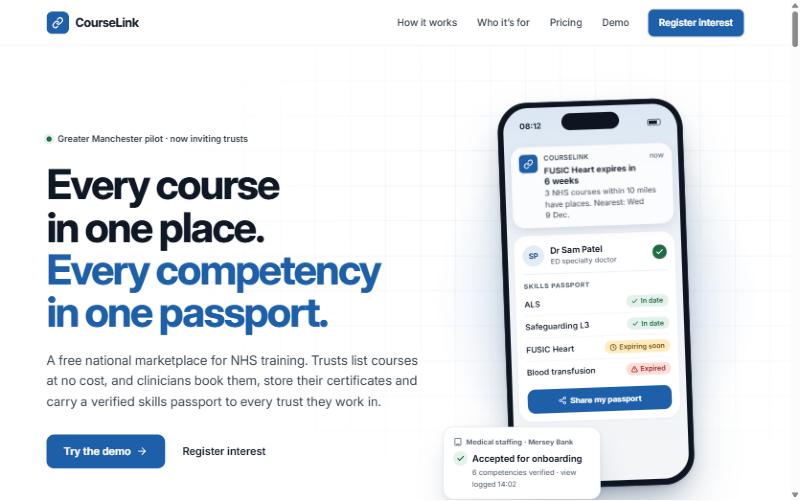 CourseLink
How it works
Who it's for
Pricing
Demo
Register interest
Greater Manchester pilot · now inviting trusts
Every course
in one place.
Every competency
in one passport.
A free national marketplace for NHS training. Trusts list courses
at no cost, and clinicians book them, store their certificates and
carry a verified skills passport to every trust they work in.
Try the demo →
Register interest
08:12
COURSELINK
now
FUSIC Heart expires in
6 weeks
3 NHS courses within 10 miles
have places. Nearest: Wed
9 Dec.
SP
Dr Sam Patel
ED specialty doctor
SKILLS PASSPORT
ALS
In date
Safeguarding L3
In date
FUSIC Heart
Expiring soon
Blood transfusion
Expired
Share my passport
Medical staffing · Mersey Bank
Accepted for onboarding
6 competencies verified · view
logged 14:02